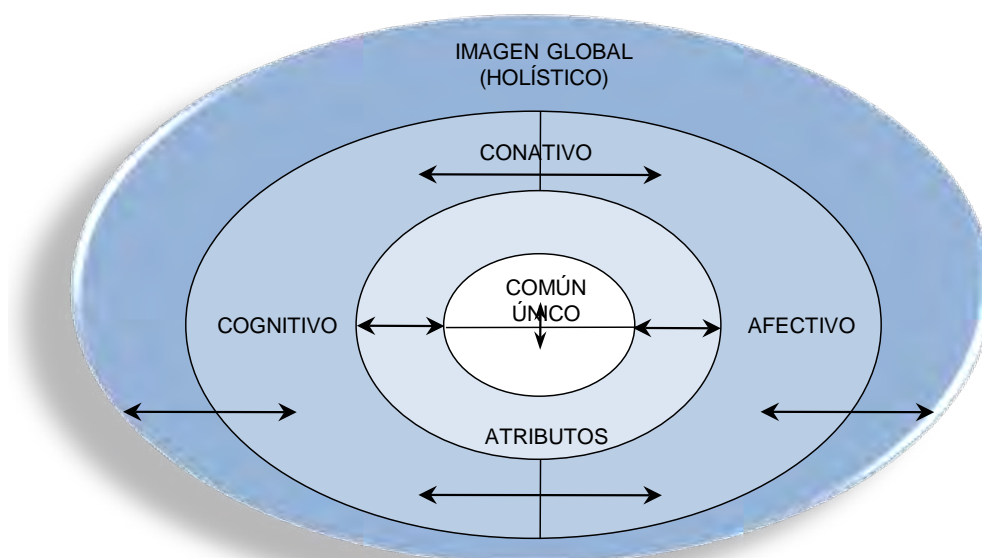 IMAGEN GLOBAL
(HOLÍSTICO)
CONATIVO
COMÚN
ÚNICO
COGNITIVO
AFECTIVO
ATRIBUTOS